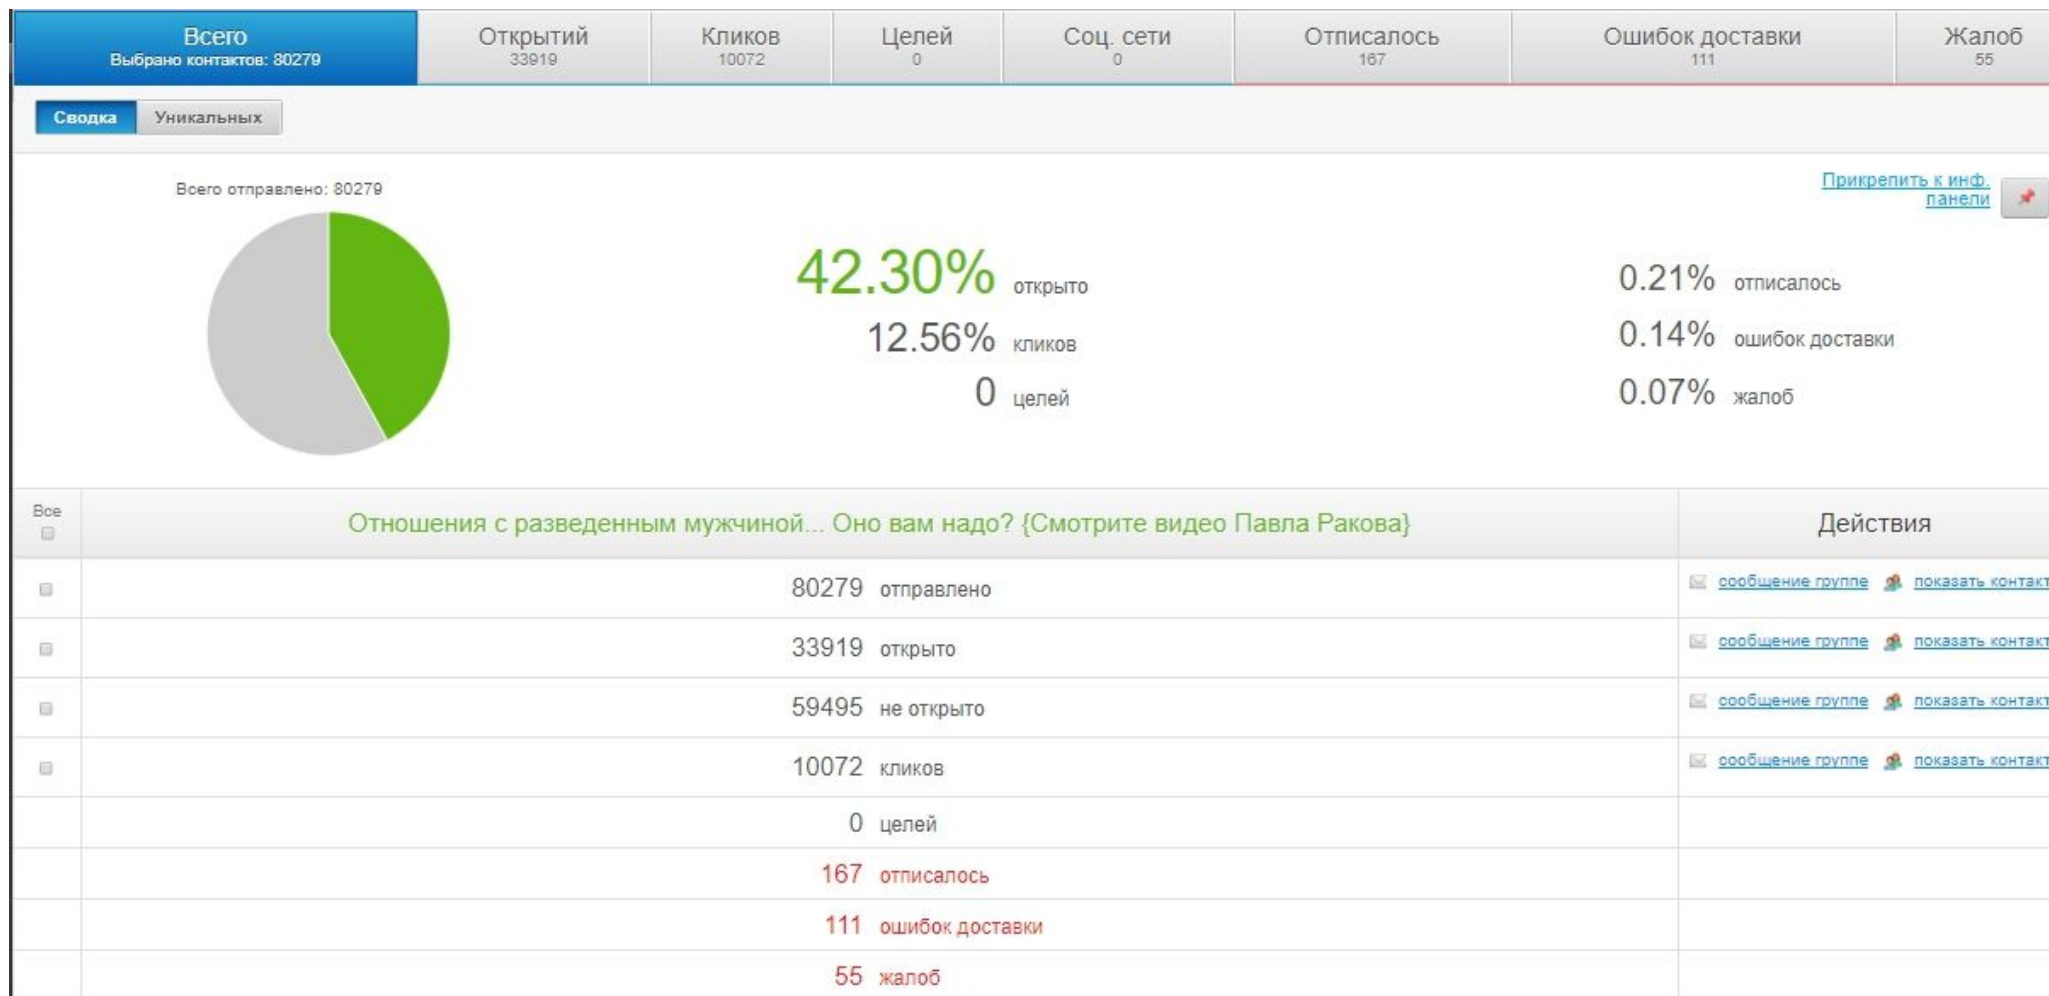 Всего
Выбрано контактов: 80279
Открытий
33919
Кликов
10072
Целей
0
Соц. сети
0
Отписалось
167
Ошибок доставки
111
Жалоб
55
Сводка
Уникальных
Всего отправлено: 80279
Прикрепить к инф.
панели
42.30% открыто
12.56% кликов
0 целей
0.21% отписалось
0.14% ошибок доставки
0.07% жалоб
Все
Отношения с разведенным мужчиной... Оно вам надо? {Смотрите видео Павла Ракова}
Действия
80279 отправлено
сообщение группе показать контакт
33919 открыто
сообщение группе показать контакт
59495 не открыто
сообщение группе показать контакт
10072 кликов
сообщение группе показать контакт
0 целей
167 отписалось
111 ошибок доставки
55 жалоб